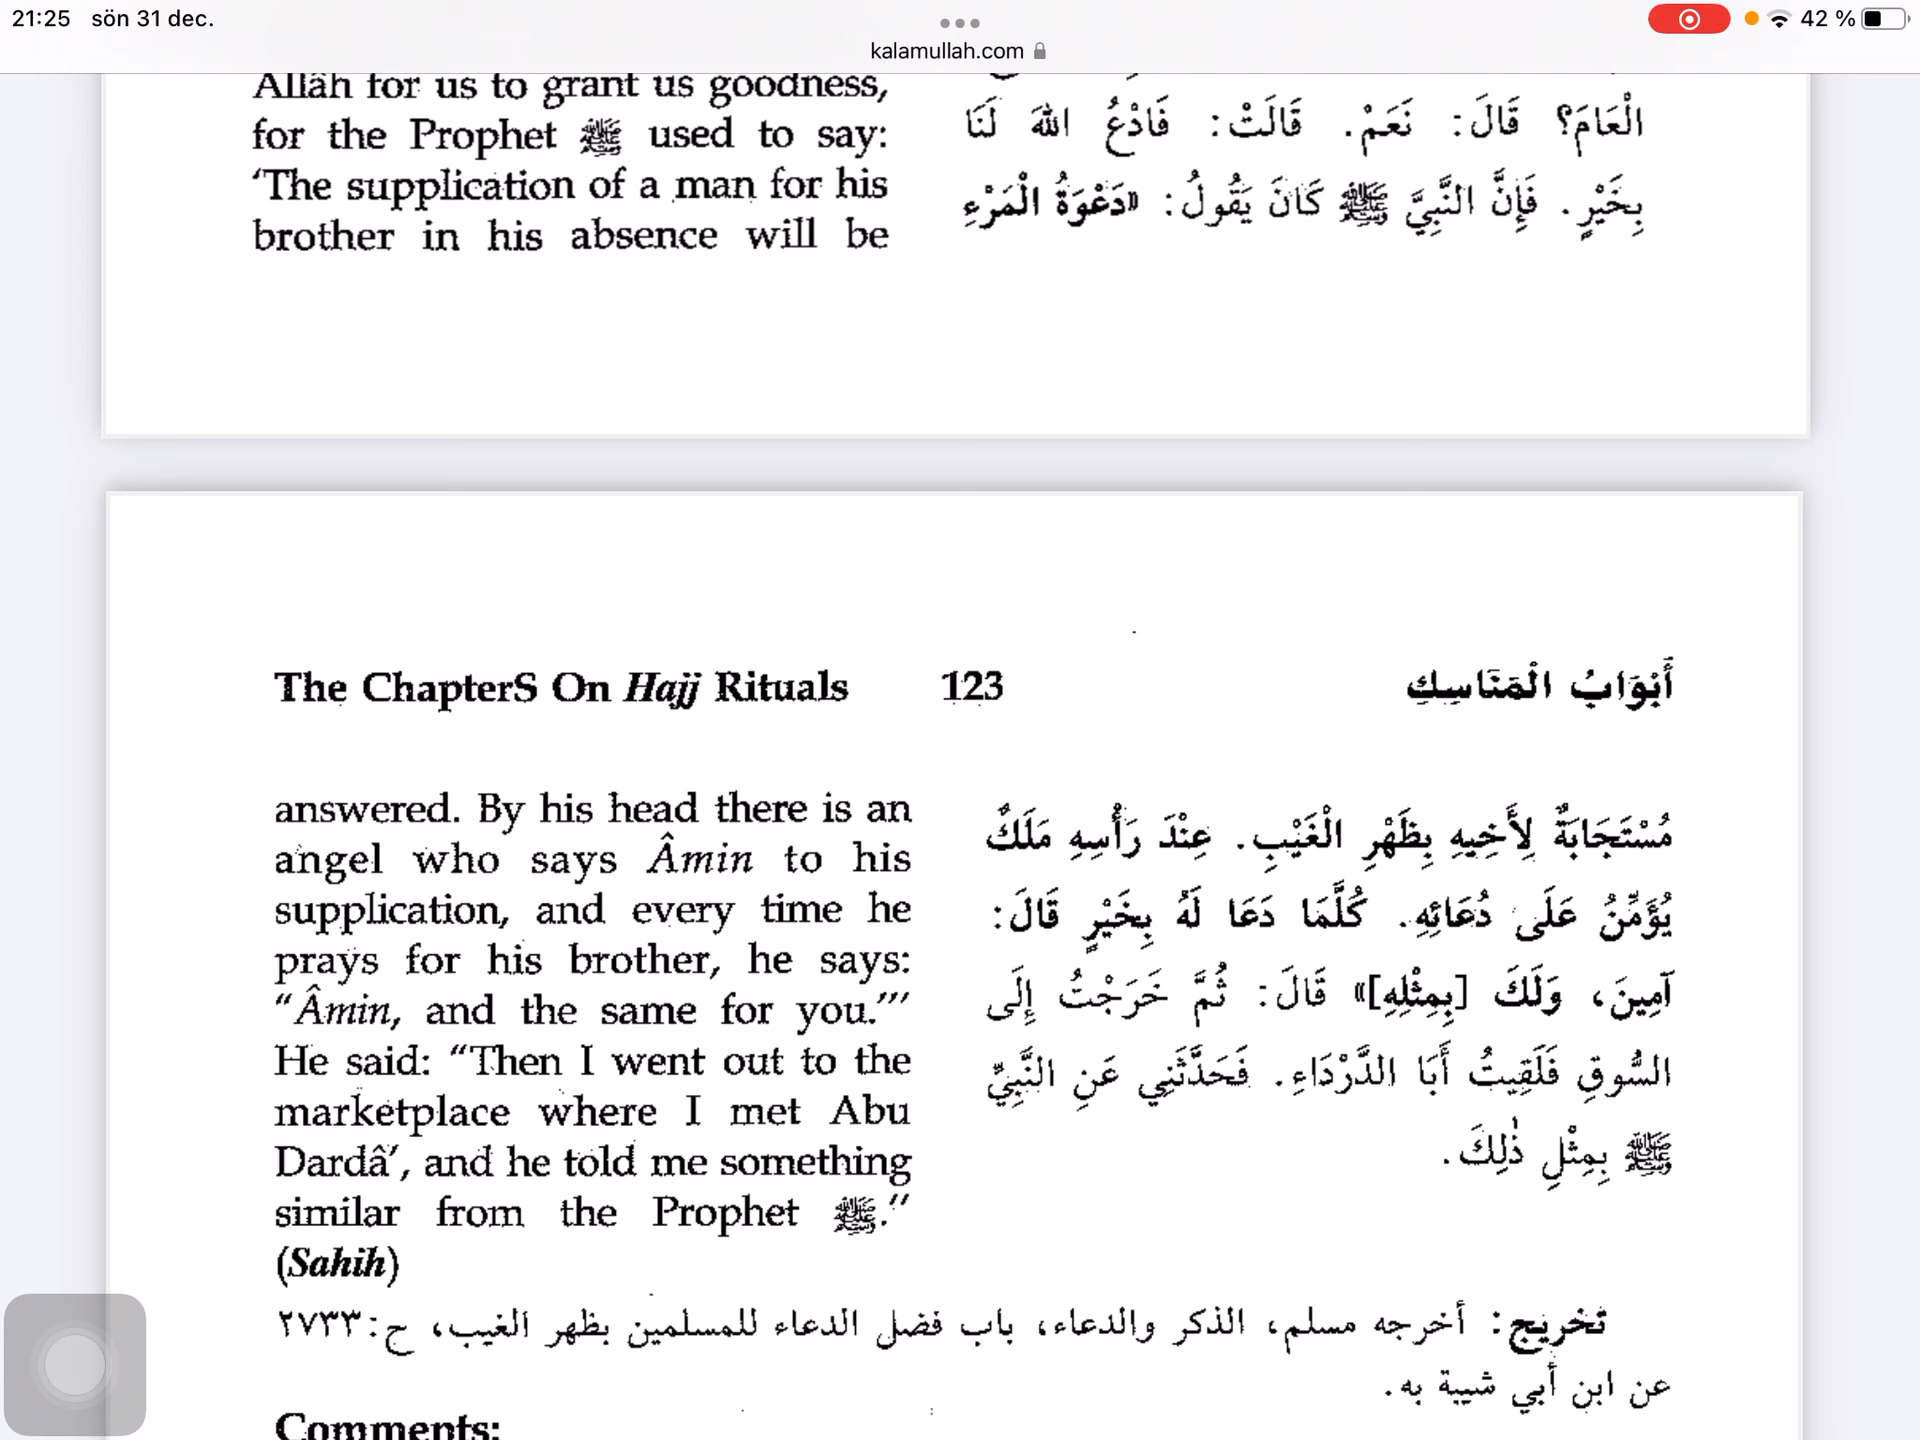 21:25 sön 31 dec.
42 %
kalamullah.com
Allâh for us to grant us goodness,
for the Prophet ﷺ used to say:
‘The supplication of a man for his
brother in his absence will be
الْعَامَ؟ قَالَ: نَعَمْ. قَالَتْ: فَادْعُ اللهَ لَنَا
بِخَيْرٍ. فَإِنَّ النَّبِيَّ ﷺ كَانَ يَقُولُ: «دَعْوَةُ الْمَرْءِ
The ChapterS On Hajj Rituals 123 أَبْوَابُ الْمَنَاسِكِ
answered. By his head there is an
angel who says Âmin to his
supplication, and every time he
prays for his brother, he says:
“Âmin, and the same for you.”’
He said: “Then I went out to the
marketplace where I met Abu
Dardâ’, and he told me something
similar from the Prophet ﷺ.”
(Sahih)
مُسْتَجَابَةٌ لِأَخِيهِ بِظَهْرِ الْغَيْبِ. عِنْدَ رَأْسِهِ مَلَكٌ
يُؤَمِّنُ عَلَى دُعَائِهِ. كُلَّمَا دَعَا لَهُ بِخَيْرٍ قَالَ:
آمِينَ، وَلَكَ [بِمِثْلِهِ]» قَالَ: ثُمَّ خَرَجْتُ إِلَى
السُّوقِ فَلَقِيتُ أَبَا الدَّرْدَاءِ. فَحَدَّثَنِي عَنِ النَّبِيِّ
ﷺ بِمِثْلِ ذٰلِكَ.
تخريج: أخرجه مسلم، الذكر والدعاء، باب فضل الدعاء للمسلمين بظهر الغيب، ح:٢٧٣٣
عن ابن أبي شيبة به.
Comments: